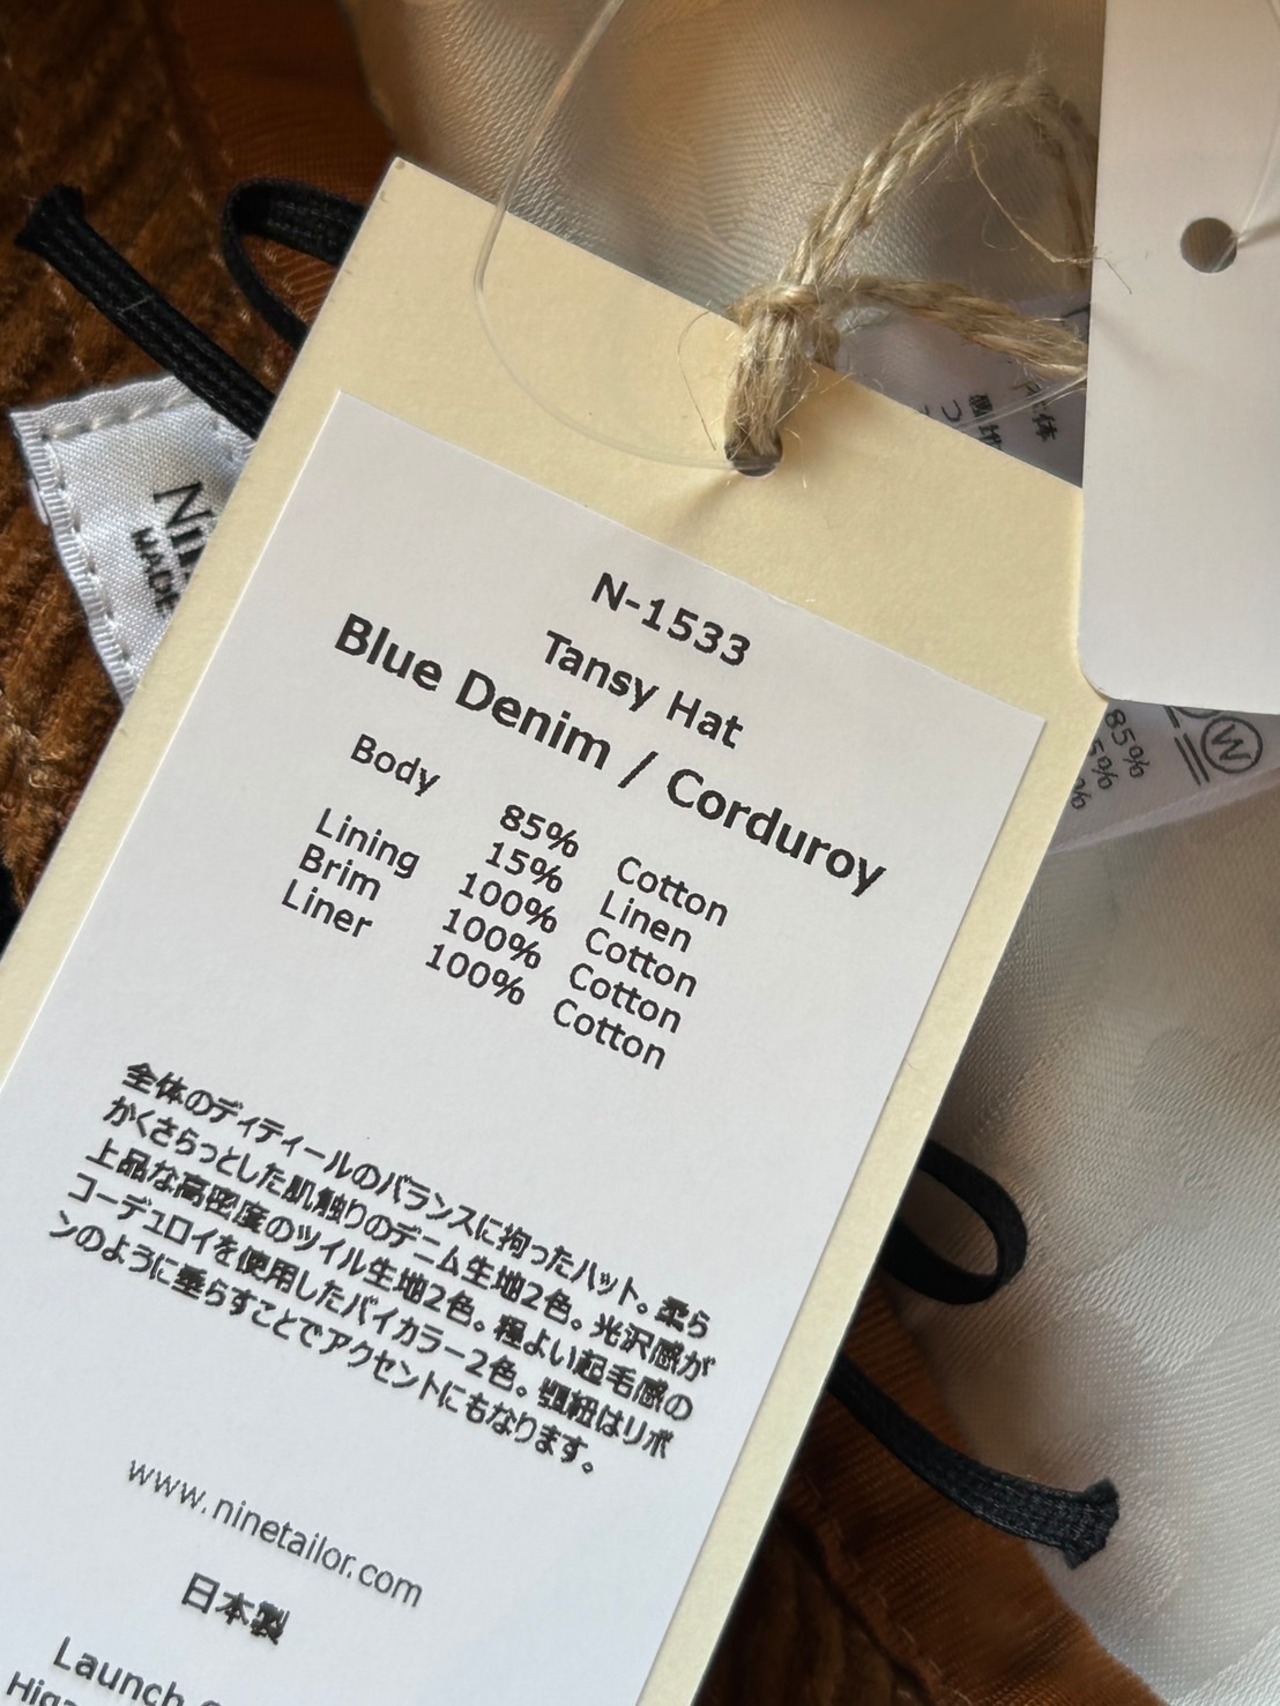 N-1533
Tansy Hat
Blue Denim / Corduroy
Body 85% Cotton
15% Linen
Lining 100% Cotton
Brim 100% Cotton
Liner 100% Cotton
全体のディティールのバランスに拘ったハット。柔ら
かくさらっとした肌触りのデニム生地2色。光沢感が
上品な高密度のツイル生地2色。程よい起毛感の
コーデュロイを使用したバイカラー2色。顎紐はリボ
ンのように垂らすことでアクセントにもなります。
www.ninetailor.com
日本製
Launch
MADE
85%
W